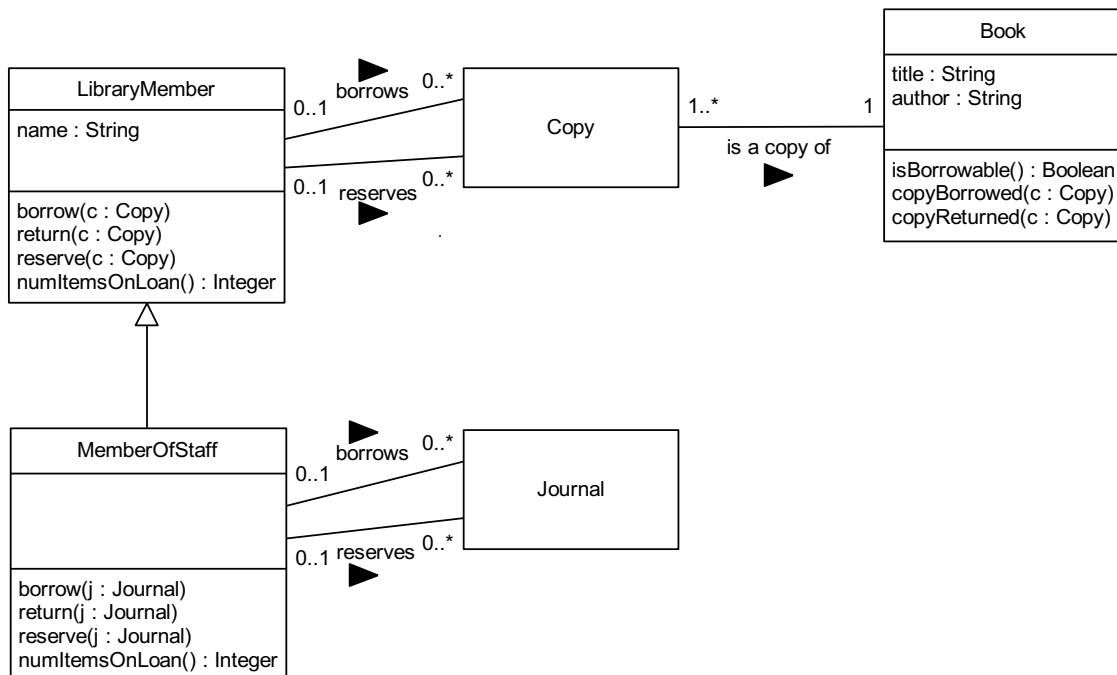 Book
title : String
author : String
isBorrowable() : Boolean
copyBorrowed(c : Copy)
copyReturned(c : Copy)
LibraryMember
name : String
borrow(c : Copy)
return(c : Copy)
reserve(c : Copy)
numItemsOnLoan() : Integer
borrows
0..1
0..*
0..1
0..*
reserves
Copy
1..*
1
is a copy of
MemberOfStaff
borrow(j : Journal)
return(j : Journal)
reserve(j : Journal)
numItemsOnLoan() : Integer
borrows
0..1
0..*
0..1
0..*
reserves
Journal